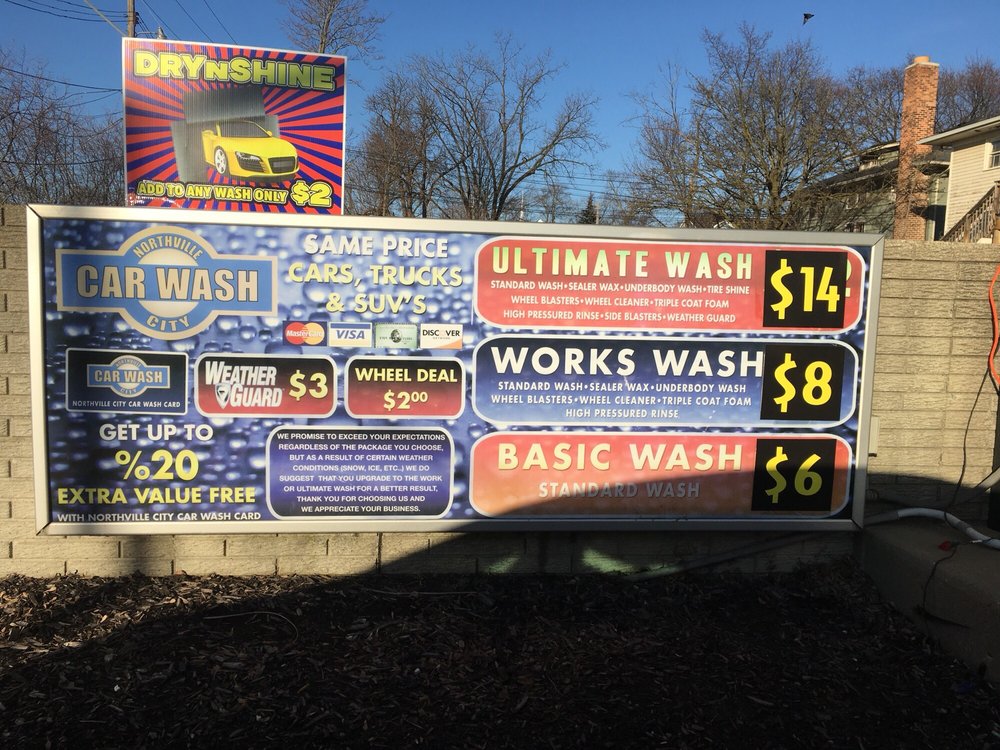 DRYNSHINE
ADD TO ANY WASH ONLY $2
NORTHVILLE
CAR WASH
CITY
SAME PRICE
CARS, TRUCKS
& SUV'S
MasterCard
VISA
DISCOVER
NETWORK
NORTHVILLE
CAR WASH
CITY
NORTHVILLE CITY CAR WASH CARD
WEATHER
GUARD
$3
WHEEL DEAL
$2.00
GET UP TO
%20
EXTRA VALUE FREE
WITH NORTHVILLE CITY CAR WASH CARD
WE PROMISE TO EXCEED YOUR EXPECTATIONS
REGARDLESS OF THE PACKAGE YOU CHOOSE,
BUT AS A RESULT OF CERTAIN WEATHER
CONDITIONS (SNOW, ICE, ETC..) WE DO
SUGGEST THAT YOU UPGRADE TO THE WORK
OR ULTIMATE WASH FOR A BETTER RESULT,
THANK YOU FOR CHOOSING US AND
WE APPRECIATE YOUR BUSINESS.
ULTIMATE WASH
$14
STANDARD WASH•SEALER WAX•UNDERBODY WASH•TIRE SHINE
WHEEL BLASTERS•WHEEL CLEANER•TRIPLE COAT FOAM
HIGH PRESSURED RINSE•SIDE BLASTERS•WEATHER GUARD
WORKS WASH
$8
STANDARD WASH•SEALER WAX•UNDERBODY WASH
WHEEL BLASTERS•WHEEL CLEANER•TRIPLE COAT FOAM
HIGH PRESSURED RINSE
BASIC WASH
$6
STANDARD WASH